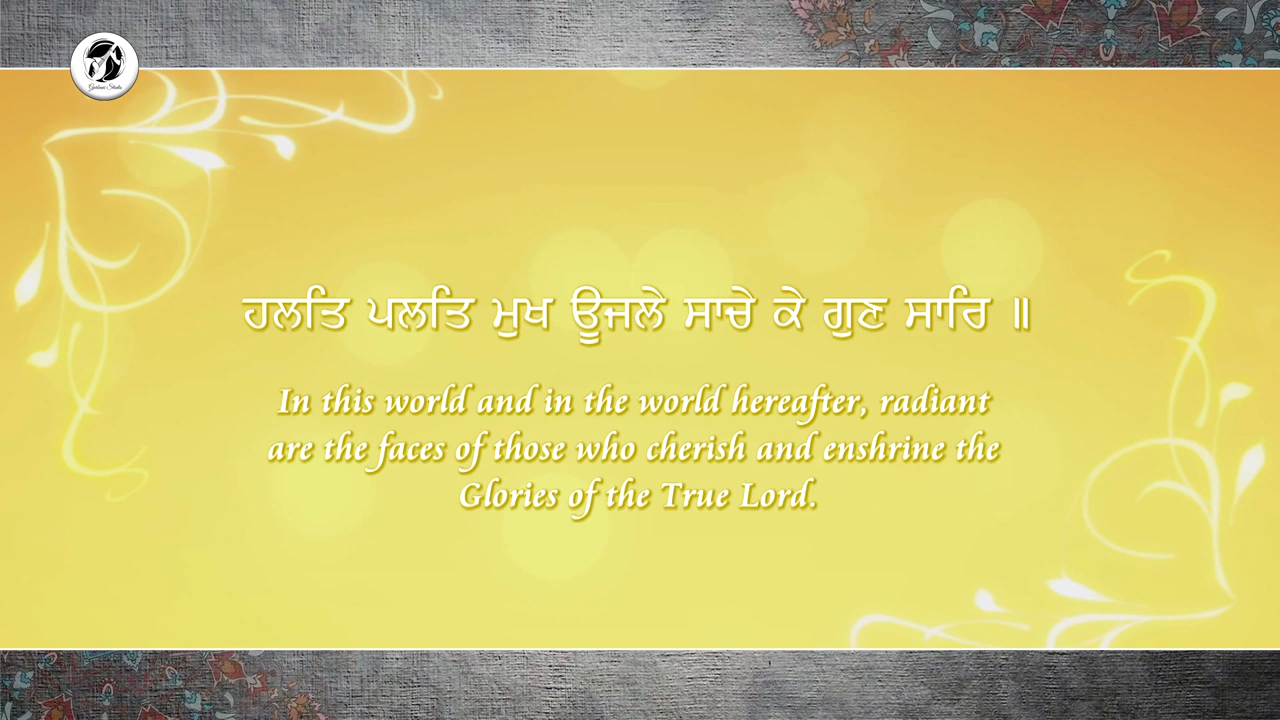 ਹਲਤਿ ਪਲਤਿ ਮੁਖ ਊਜਲੇ ਸਾਚੇ ਕੇ ਗੁਣ ਸਾਰਿ ॥
In this world and in the world hereafter, radiant
are the faces of those who cherish and enshrine the
Glories of the True Lord.